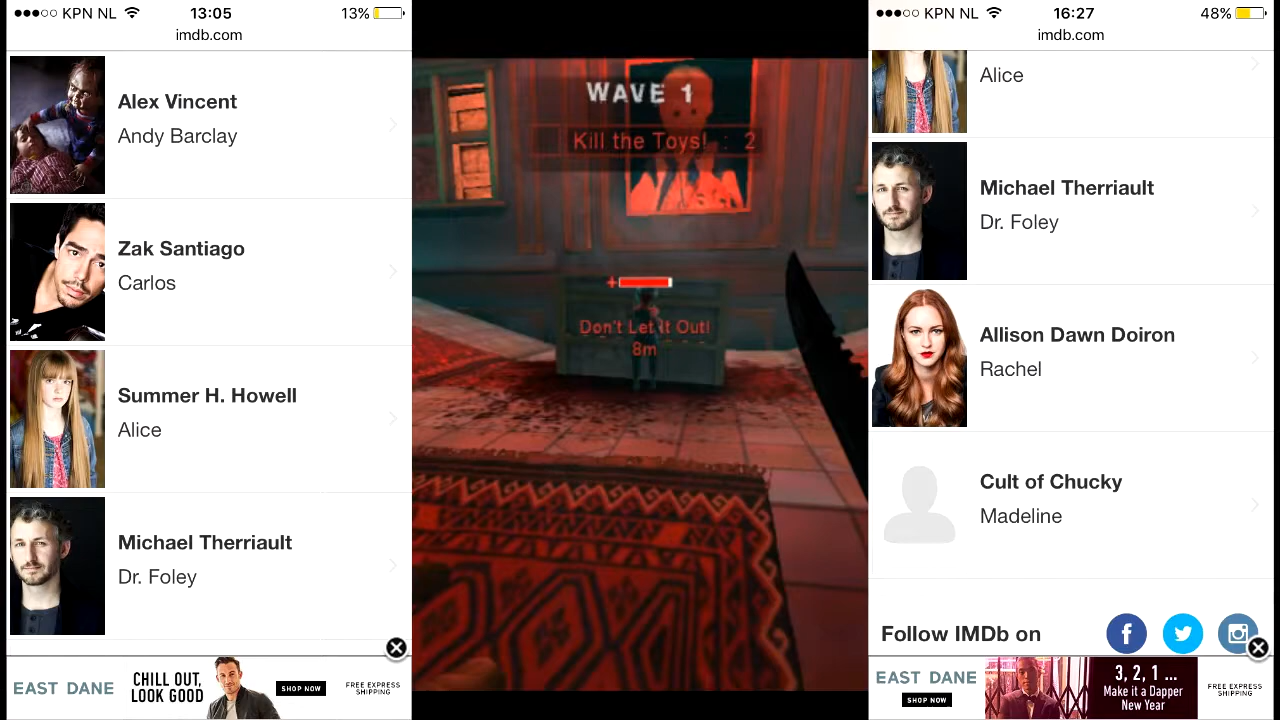 KPN NL 13:05 13%
imdb.com
Alex Vincent
Andy Barclay
Zak Santiago
Carlos
Summer H. Howell
Alice
Michael Therriault
Dr. Foley
EAST DANE
CHILL OUT,
LOOK GOOD
SHOP NOW
FREE EXPRESS
SHIPPING
WAVE 1
Kill the Toys! : 2
Don't Let It Out!
8m
KPN NL 16:27 48%
imdb.com
Alice
Michael Therriault
Dr. Foley
Allison Dawn Doiron
Rachel
Cult of Chucky
Madeline
Follow IMDb on
EAST DANE
SHOP NOW
3, 2, 1 ...
Make it a Dapper
New Year
FREE EXPRESS
SHIPPING